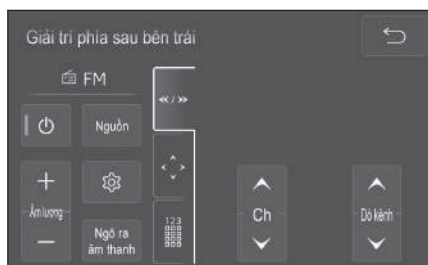 Giải trí phía sau bên trái
FM
Nguồn
Âm lượng
Ngõ ra
âm thanh
123
Ch
Dò kênh